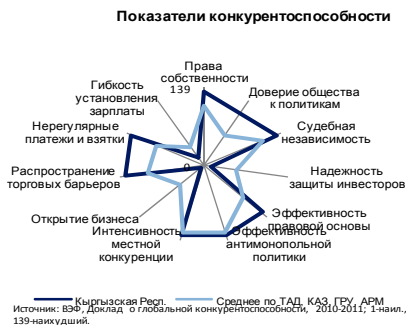 Показатели конкурентоспособности
Права
собственности
139
Доверие общества
к политикам
Судебная
независимость
Надежность
защиты инвесторов
Эффективность
правовой основы
Эффективность
антимонопольной
политики
Интенсивность
местной
конкуренции
Открытие бизнеса
Распространение
торговых барьеров
Нерегулярные
платежи и взятки
Гибкость
установления
зарплаты
0
Кыргызская Респ.
Среднее по ТАД, КАЗ, ГРУ, АРМ
Источник: ВЭФ, Доклад о глобальной конкурентоспособности, 2010-2011; 1-наил.,
139-наихудший.